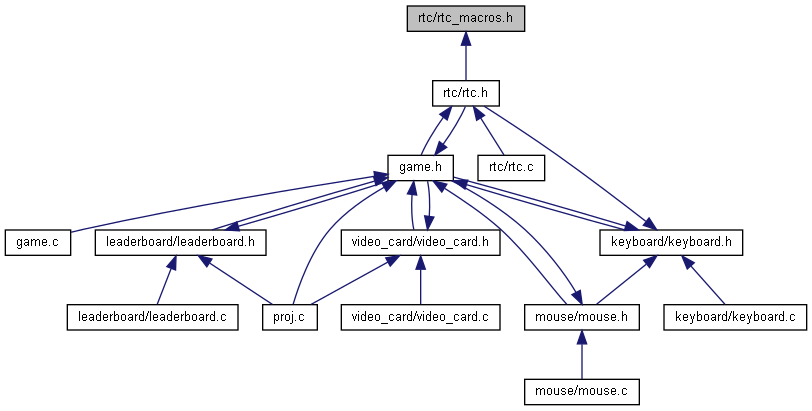 rtc/rtc_macros.h
rtc/rtc.h
game.h
rtc/rtc.c
game.c
leaderboard/leaderboard.h
video_card/video_card.h
keyboard/keyboard.h
leaderboard/leaderboard.c
proj.c
video_card/video_card.c
mouse/mouse.h
keyboard/keyboard.c
mouse/mouse.c